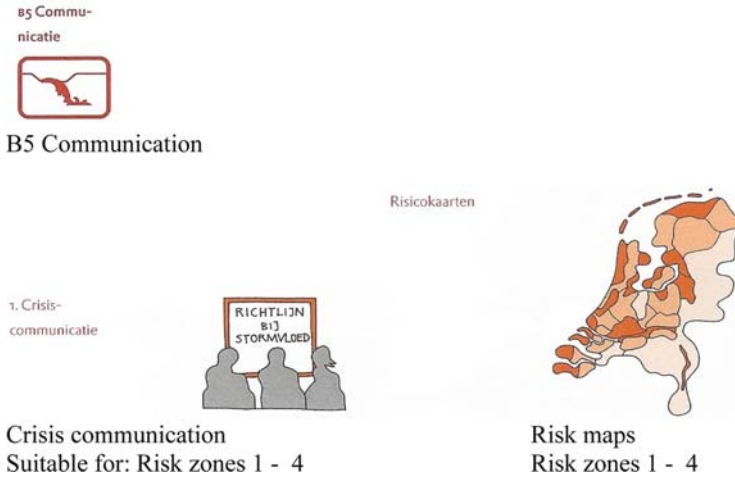 B5 Commu-
nicatie
B5 Communication
Risicokaarten
1. Crisis-
communicatie
RICHTLIJN
BIJ
STORMVLOED
Crisis communication
Suitable for: Risk zones 1 - 4
Risk maps
Risk zones 1 - 4